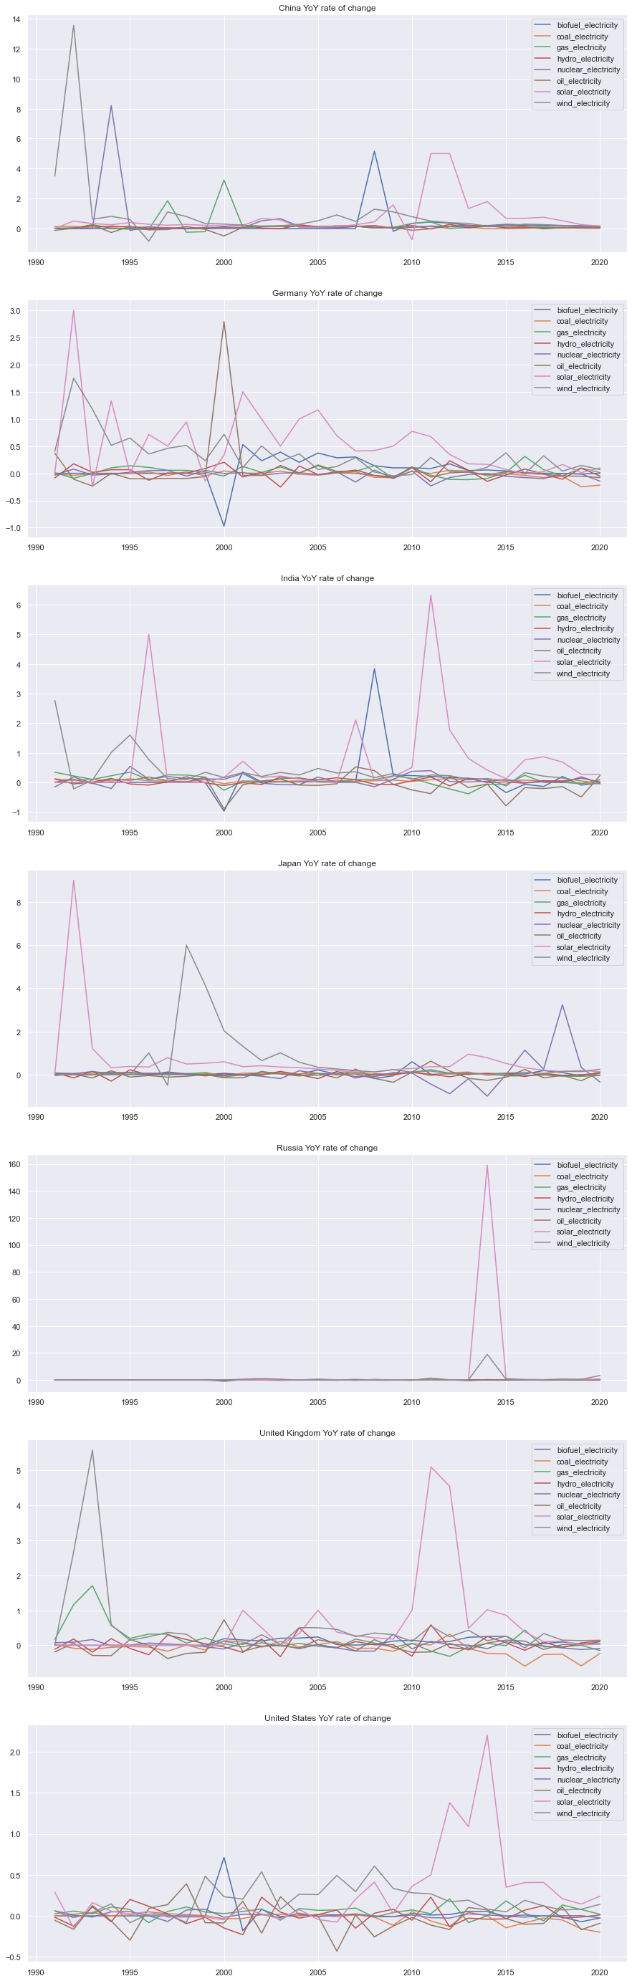 China YoY rate of change
14
12
10
8
6
4
2
0
1990 1995 2000 2005 2010 2015 2020
biofuel_electricity
coal_electricity
gas_electricity
hydro_electricity
nuclear_electricity
oil_electricity
solar_electricity
wind_electricity
Germany YoY rate of change
3.0
2.5
2.0
1.5
1.0
0.5
0.0
−0.5
−1.0
1990 1995 2000 2005 2010 2015 2020
biofuel_electricity
coal_electricity
gas_electricity
hydro_electricity
nuclear_electricity
oil_electricity
solar_electricity
wind_electricity
India YoY rate of change
6
5
4
3
2
1
0
−1
1990 1995 2000 2005 2010 2015 2020
biofuel_electricity
coal_electricity
gas_electricity
hydro_electricity
nuclear_electricity
oil_electricity
solar_electricity
wind_electricity
Japan YoY rate of change
8
6
4
2
0
1990 1995 2000 2005 2010 2015 2020
biofuel_electricity
coal_electricity
gas_electricity
hydro_electricity
nuclear_electricity
oil_electricity
solar_electricity
wind_electricity
Russia YoY rate of change
160
140
120
100
80
60
40
20
0
1990 1995 2000 2005 2010 2015 2020
biofuel_electricity
coal_electricity
gas_electricity
hydro_electricity
nuclear_electricity
oil_electricity
solar_electricity
wind_electricity
United Kingdom YoY rate of change
5
4
3
2
1
0
1990 1995 2000 2005 2010 2015 2020
biofuel_electricity
coal_electricity
gas_electricity
hydro_electricity
nuclear_electricity
oil_electricity
solar_electricity
wind_electricity
United States YoY rate of change
2.0
1.5
1.0
0.5
0.0
−0.5
1990 1995 2000 2005 2010 2015 2020
biofuel_electricity
coal_electricity
gas_electricity
hydro_electricity
nuclear_electricity
oil_electricity
solar_electricity
wind_electricity